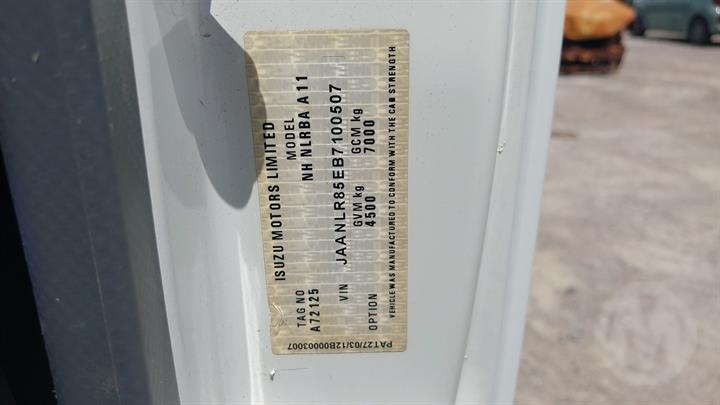 ISUZU MOTORS LIMITED
TAG NO MODEL
A72125 NH NLRBA A11
VIN JAANLR85EB7100507
GVM kg GCM kg
4500 7000
OPTION
VEHICLE WAS MANUFACTURED TO CONFORM WITH THE CAB STRENGTH
PAT27/03/12B000003007
M